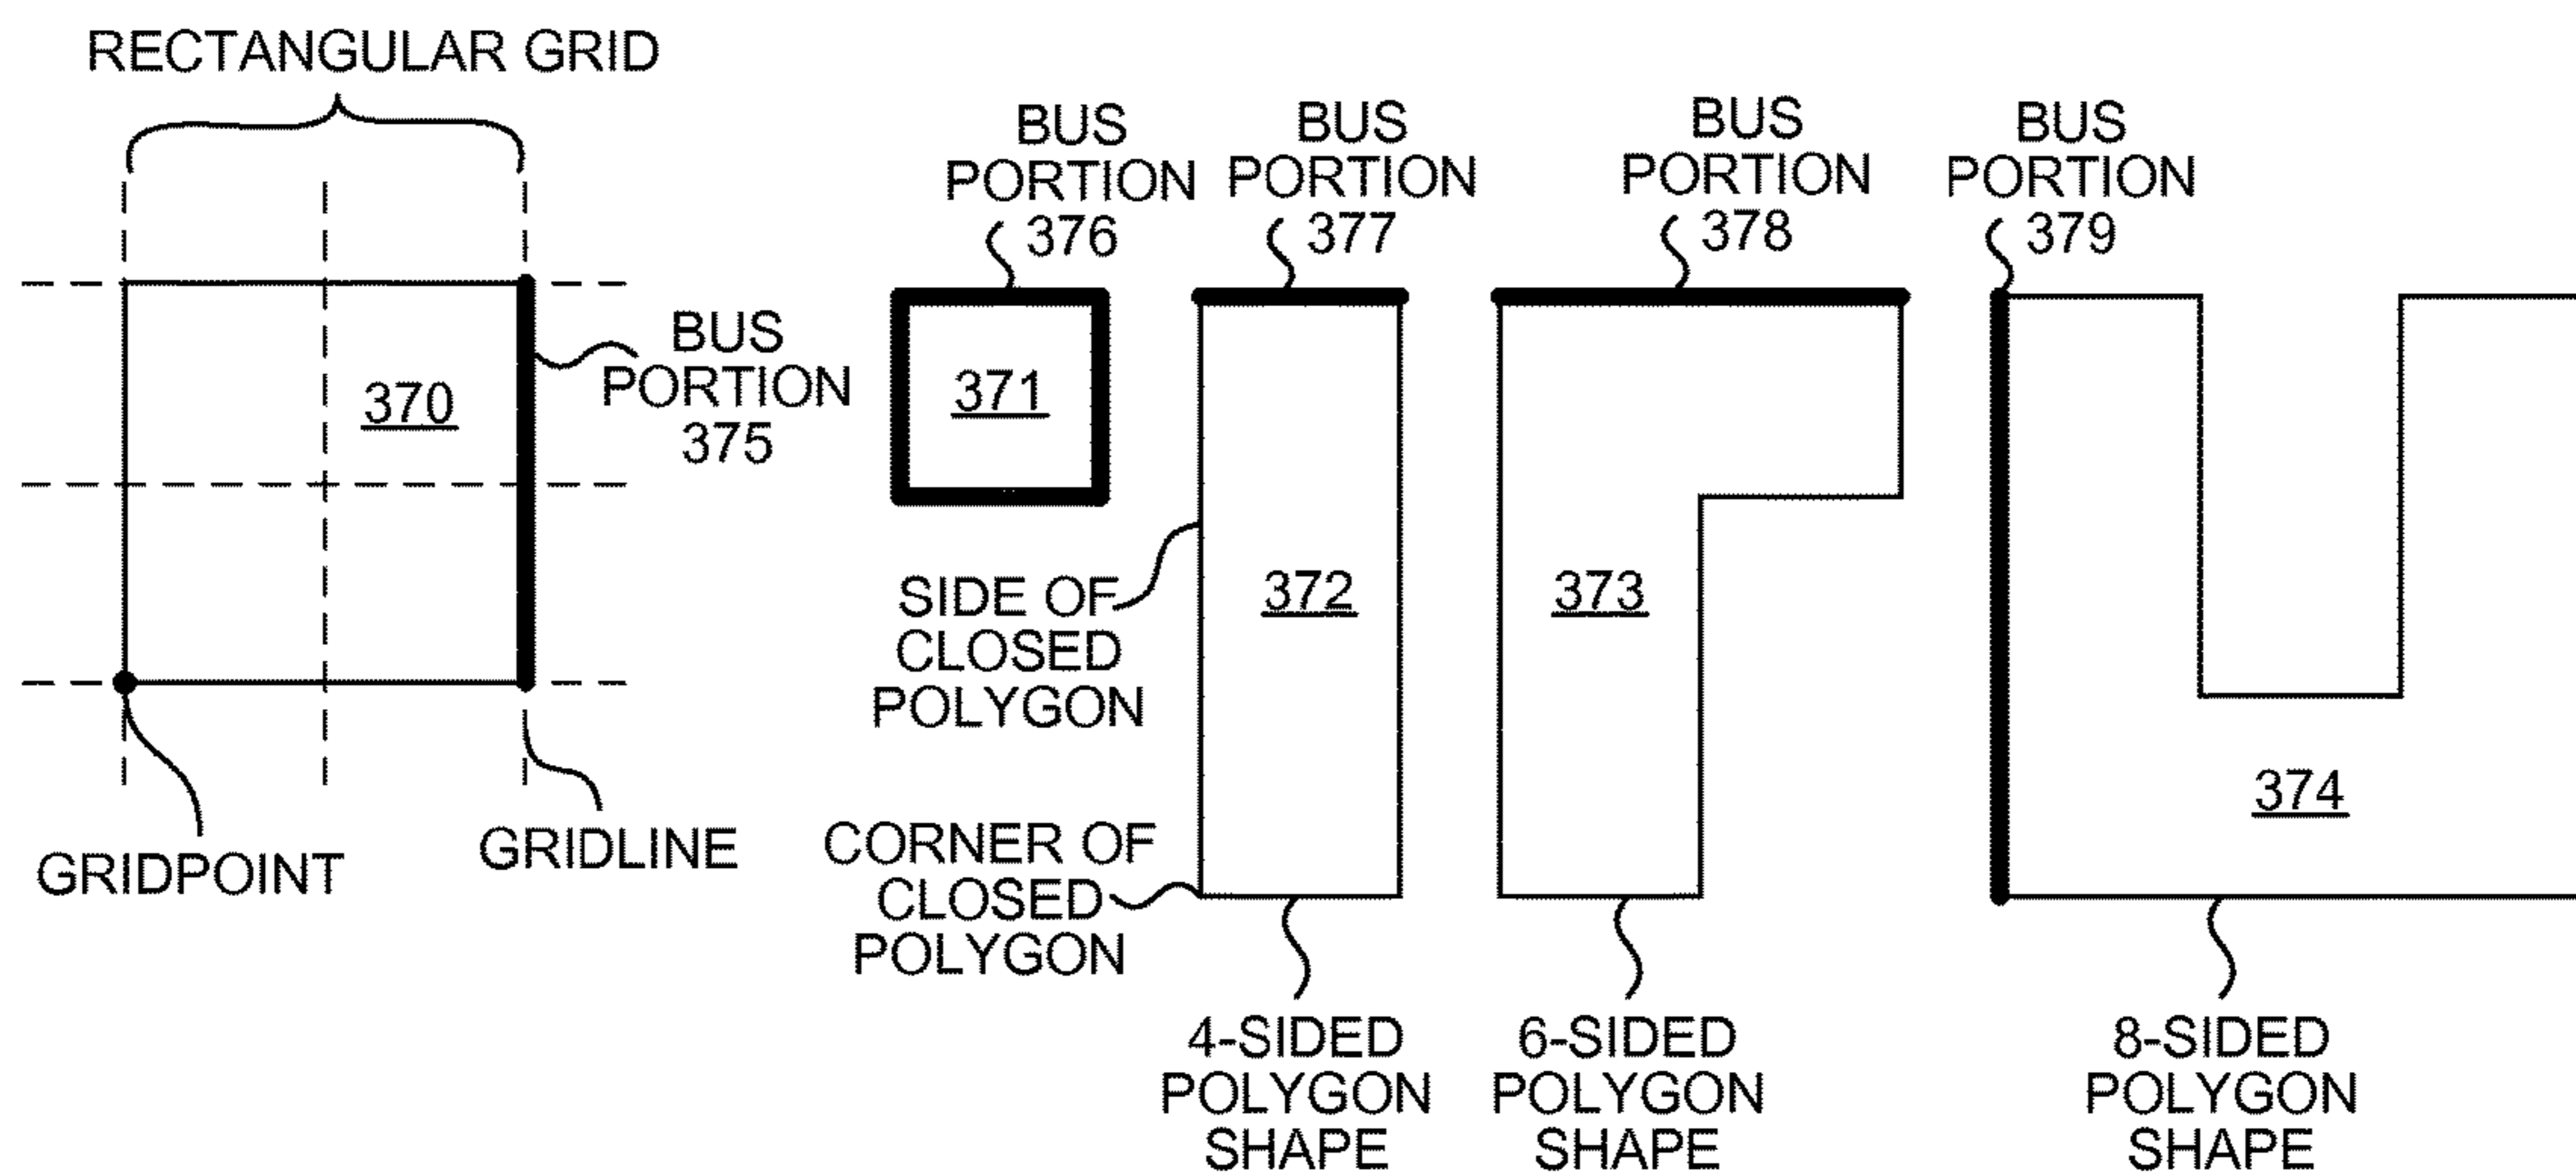 RECTANGULAR GRID
370
BUS
PORTION
375
GRIDPOINT
GRIDLINE
BUS
PORTION
376
371
BUS
PORTION
377
SIDE OF
CLOSED
POLYGON
372
CORNER OF
CLOSED
POLYGON
4-SIDED
POLYGON
SHAPE
BUS
PORTION
378
373
6-SIDED
POLYGON
SHAPE
BUS
PORTION
379
374
8-SIDED
POLYGON
SHAPE